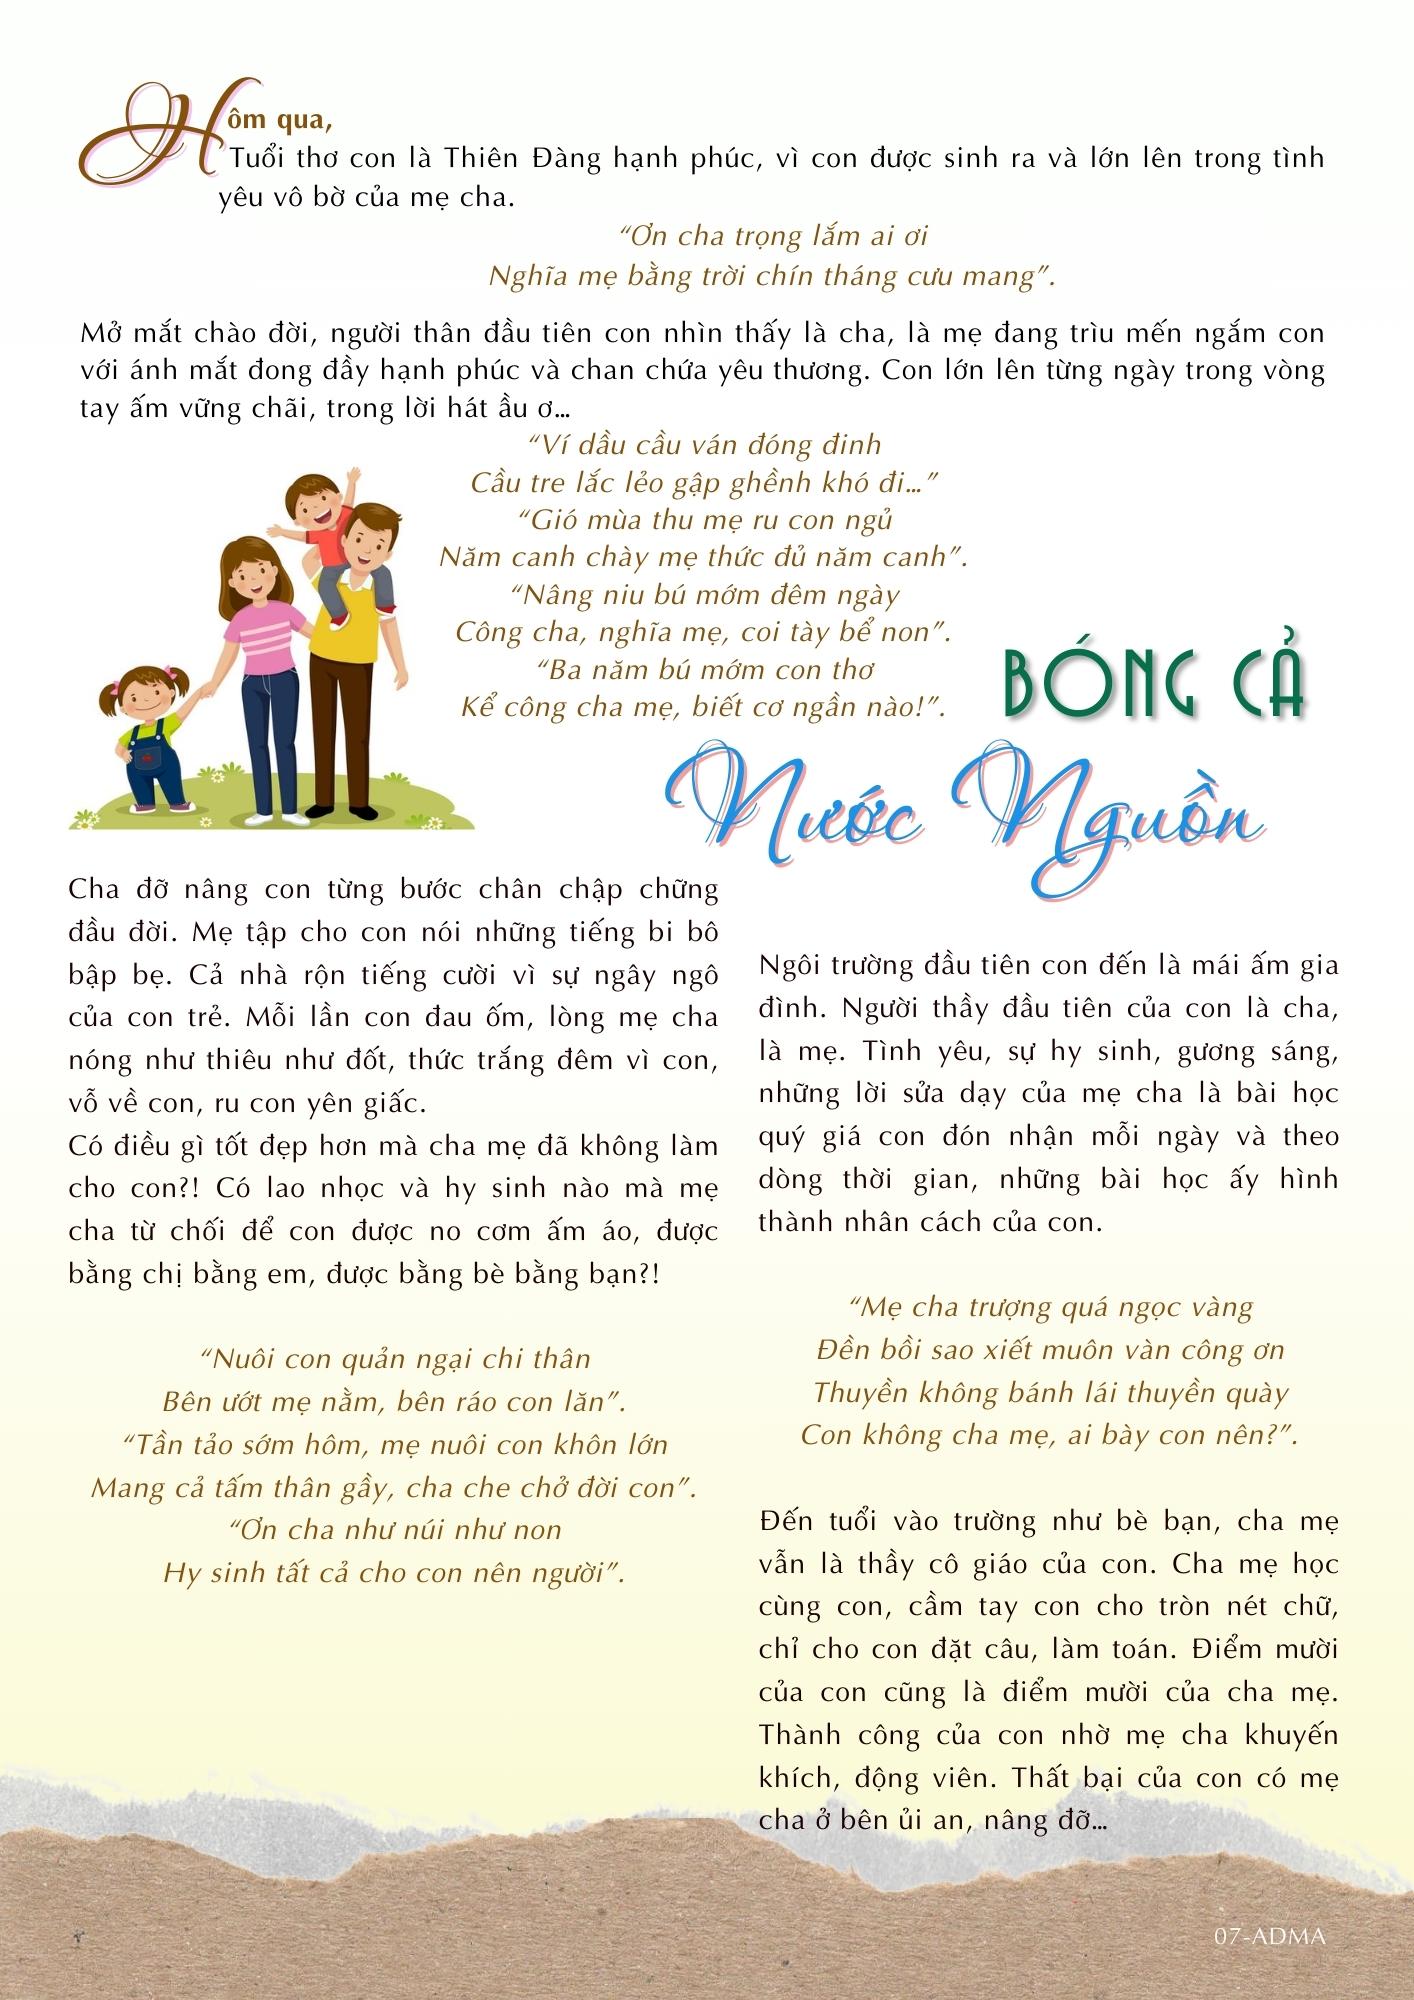 Hôm qua,
Tuổi thơ con là Thiên Đàng hạnh phúc, vì con được sinh ra và lớn lên trong tình
yêu vô bờ của mẹ cha.
“Ơn cha trọng lắm ai ơi
Nghĩa mẹ bằng trời chín tháng cưu mang”.
Mở mắt chào đời, người thân đầu tiên con nhìn thấy là cha, là mẹ đang trìu mến ngắm con
với ánh mắt đong đầy hạnh phúc và chan chứa yêu thương. Con lớn lên từng ngày trong vòng
tay ấm vững chãi, trong lời hát ầu ơ…
“Ví dầu cầu ván đóng đinh
Cầu tre lắc lẻo gập ghềnh khó đi…”
“Gió mùa thu mẹ ru con ngủ
Năm canh chày mẹ thức đủ năm canh”.
“Nâng niu bú mớm đêm ngày
Công cha, nghĩa mẹ, coi tày bể non”.
“Ba năm bú mớm con thơ
Kể công cha mẹ, biết cơ ngần nào!”.
BÓNG CẢ
Nước Nguồn
Cha đỡ nâng con từng bước chân chập chững
đầu đời. Mẹ tập cho con nói những tiếng bi bô
bập bẹ. Cả nhà rộn tiếng cười vì sự ngây ngô
của con trẻ. Mỗi lần con đau ốm, lòng mẹ cha
nóng như thiêu như đốt, thức trắng đêm vì con,
vỗ về con, ru con yên giấc.
Có điều gì tốt đẹp hơn mà cha mẹ đã không làm
cho con?! Có lao nhọc và hy sinh nào mà mẹ
cha từ chối để con được no cơm ấm áo, được
bằng chị bằng em, được bằng bè bằng bạn?!
“Nuôi con quản ngại chi thân
Bên ướt mẹ nằm, bên ráo con lăn”.
“Tần tảo sớm hôm, mẹ nuôi con khôn lớn
Mang cả tấm thân gầy, cha che chở đời con”.
“Ơn cha như núi như non
Hy sinh tất cả cho con nên người”.
Ngôi trường đầu tiên con đến là mái ấm gia
đình. Người thầy đầu tiên của con là cha,
là mẹ. Tình yêu, sự hy sinh, gương sáng,
những lời sửa dạy của mẹ cha là bài học
quý giá con đón nhận mỗi ngày và theo
dòng thời gian, những bài học ấy hình
thành nhân cách của con.
“Mẹ cha trượng quá ngọc vàng
Đền bồi sao xiết muôn vàn công ơn
Thuyền không bánh lái thuyền quày
Con không cha mẹ, ai bày con nên?”.
Đến tuổi vào trường như bè bạn, cha mẹ
vẫn là thầy cô giáo của con. Cha mẹ học
cùng con, cầm tay con cho tròn nét chữ,
chỉ cho con đặt câu, làm toán. Điểm mười
của con cũng là điểm mười của cha mẹ.
Thành công của con nhờ mẹ cha khuyến
khích, động viên. Thất bại của con có mẹ
cha ở bên ủi an, nâng đỡ…
07-ADMA